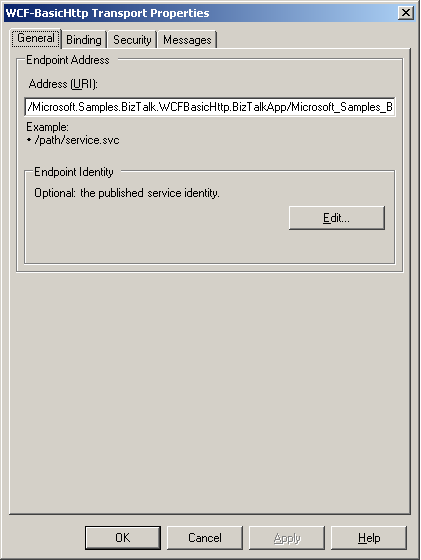 WCF-BasicHttp Transport Properties
General Binding Security Messages
Endpoint Address
Address (URI):
/Microsoft.Samples.BizTalk.WCFBasicHttp.BizTalkApp/Microsoft_Samples_B
Example:
• /path/service.svc
Endpoint Identity
Optional: the published service identity.
Edit...
OK Cancel Apply Help